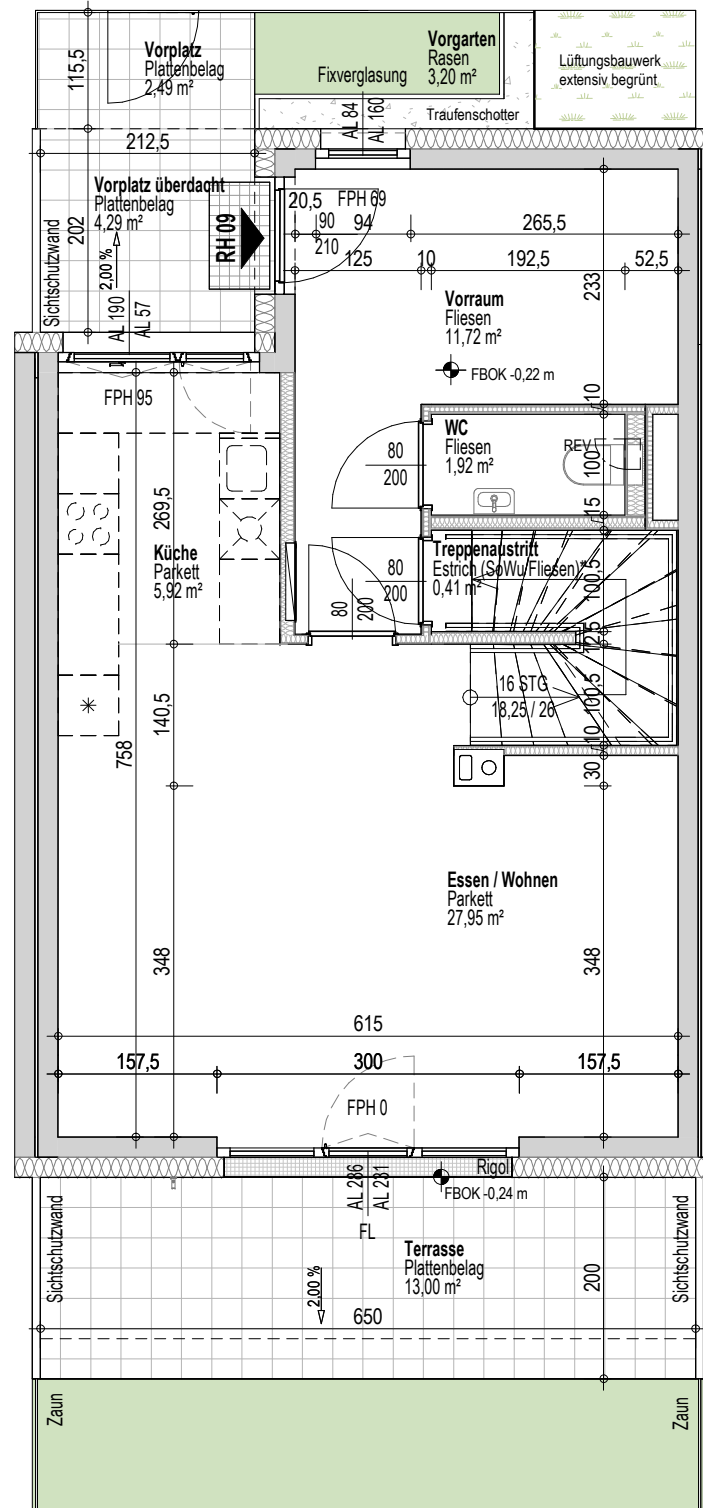 Vorplatz
Plattenbelag
2,49 m²
115,5
Vorgarten
Rasen
3,20 m²
Fixverglasung
Lüftungsbauwerk
extensiv begrünt
Traufenschotter
AL 84
AL 160
212,5
Vorplatz überdacht
Plattenbelag
4,29 m²
202
2,00 %
Sichtschutzwand
RH 09
AL 190
AL 57
20,5
FPH 69
90
210
94
265,5
125
10
192,5
52,5
233
Vorraum
Fliesen
11,72 m²
FBOK -0,22 m
FPH 95
10
WC
Fliesen
1,92 m²
REV
100
15
80
200
269,5
Küche
Parkett
5,92 m²
Treppenaustritt
Estrich (SoWu Fliesen)*
0,41 m²
80
200
80
200
100,5
12,5
16 STG
18,25 / 26
100,5
10
30
140,5
758
Essen / Wohnen
Parkett
27,95 m²
348
348
615
157,5
300
157,5
FPH 0
Rigol
AL 286
AL 231
FBOK -0,24 m
FL
Sichtschutzwand
Sichtschutzwand
Terrasse
Plattenbelag
13,00 m²
2,00 %
200
650
Zaun
Zaun